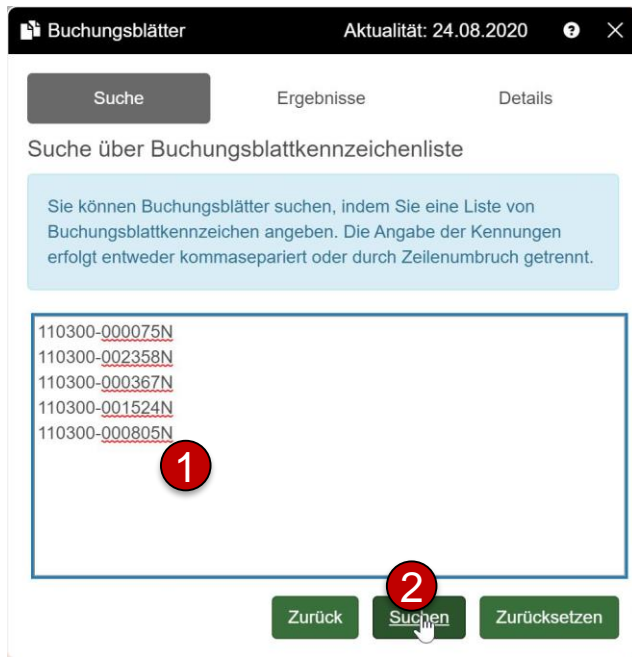 Buchungsblätter Aktualität: 24.08.2020 ?
Suche Ergebnisse Details
Suche über Buchungsblattkennzeichenliste
Sie können Buchungsblätter suchen, indem Sie eine Liste von
Buchungsblattkennzeichen angeben. Die Angabe der Kennungen
erfolgt entweder kommasepariert oder durch Zeilenumbruch getrennt.
110300-000075N
110300-002358N
110300-000367N
110300-001524N
110300-000805N
1
2
Zurück Suchen Zurücksetzen